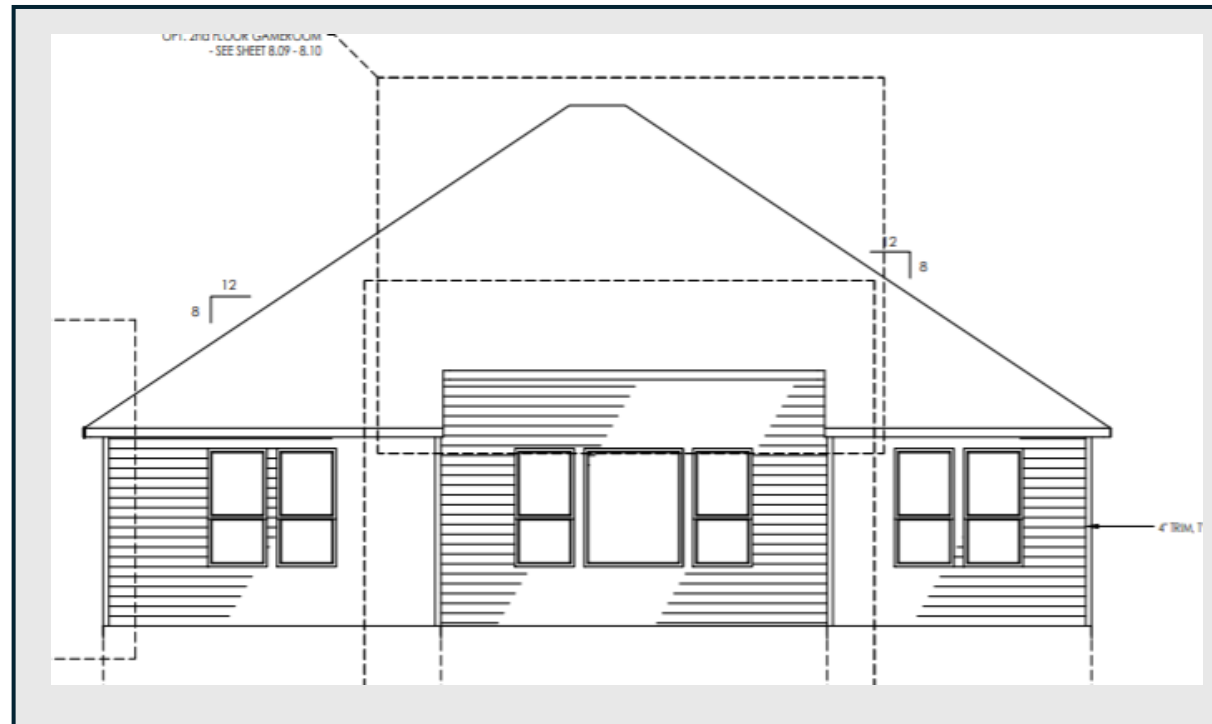 OPT. 2nd FLOOR GAMEROOM
- SEE SHEET 8.09 - 8.10
12
8
12
8
4" TRIM, T